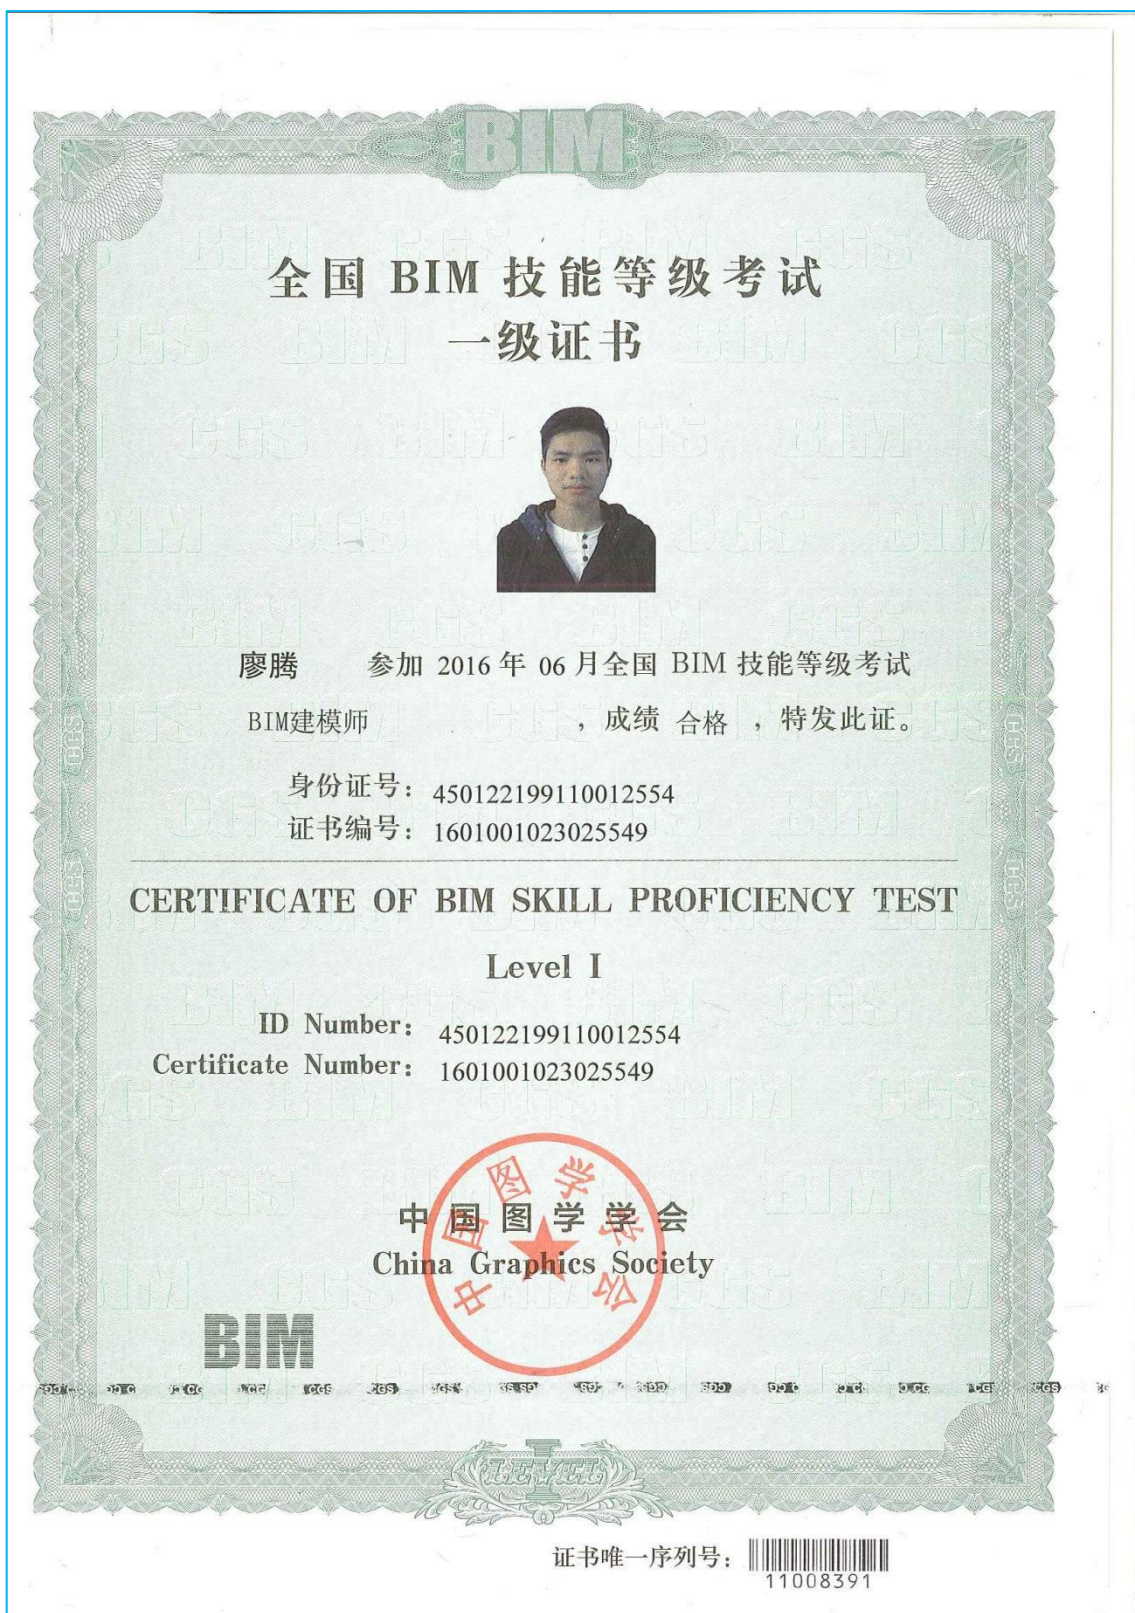 BIM
全国 BIM 技能等级考试
一级证书
廖腾 参加 2016 年 06 月全国 BIM 技能等级考试
BIM建模师 ,成绩 合格 ,特发此证。
身份证号: 450122199110012554
证书编号: 1601001023025549
CERTIFICATE OF BIM SKILL PROFICIENCY TEST
Level I
ID Number: 450122199110012554
Certificate Number: 1601001023025549
中国图学学会
中国图学学会
China Graphics Society
BIM
LEVEL
I
证书唯一序列号:
11008391